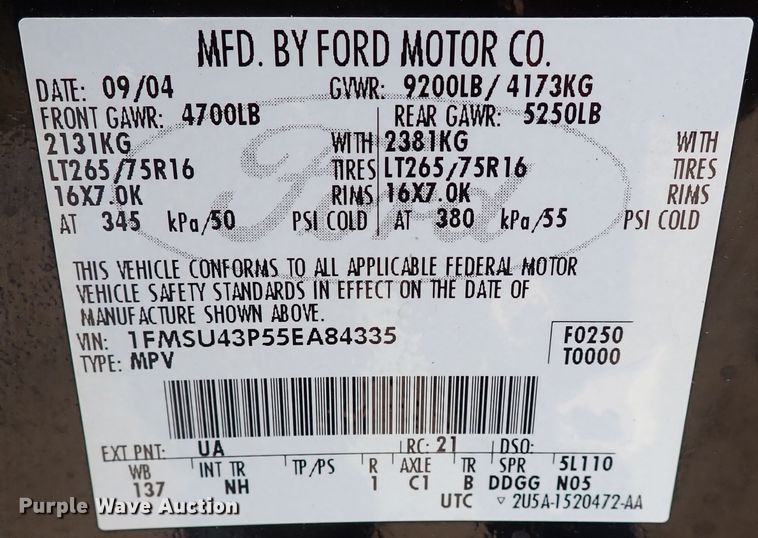 MFD. BY FORD MOTOR CO.
DATE: 09/04 GVWR: 9200LB/ 4173KG
FRONT GAWR: 4700LB REAR GAWR: 5250LB
2131KG WITH 2381KG WITH
LT265/75R16 TIRES LT265/75R16 TIRES
16X7.0K RIMS 16X7.0K RIMS
AT 345 kPa/50 PSI COLD AT 380 kPa/55 PSI COLD
Ford
THIS VEHICLE CONFORMS TO ALL APPLICABLE FEDERAL MOTOR
VEHICLE SAFETY STANDARDS IN EFFECT ON THE DATE OF
MANUFACTURE SHOWN ABOVE.
VIN: 1FMSU43P55EA84335 F0250
TYPE: MPV T0000
EXT PNT: UA RC: 21 DSO:
WB INT TR TP/PS R AXLE TR SPR 5L110
137 NH 1 C1 B DDGG N05
UTC ▽ 2U5A-1520472-AA
Purple Wave Auction